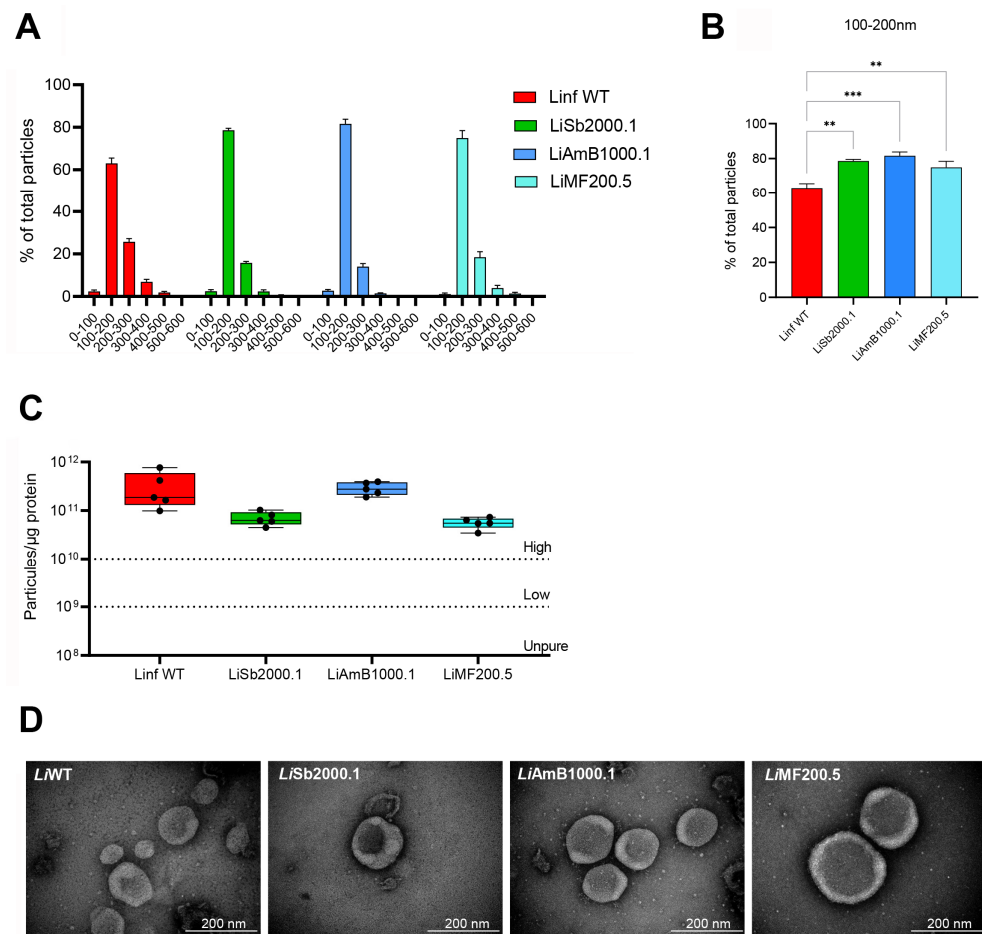 A
% of total particles
100
80
60
40
20
0
0-100
100-200
200-300
300-400
400-500
500-600
0-100
100-200
200-300
300-400
400-500
500-600
0-100
100-200
200-300
300-400
400-500
500-600
0-100
100-200
200-300
300-400
400-500
500-600
Linf WT
LiSb2000.1
LiAmB1000.1
LiMF200.5
B
100-200nm
**
***
**
% of total particles
100
80
60
40
20
0
Linf WT
LiSb2000.1
LiAmB1000.1
LiMF200.5
C
Particules/µg protein
10¹²
10¹¹
10¹⁰
10⁹
10⁸
High
Low
Unpure
Linf WT
LiSb2000.1
LiAmB1000.1
LiMF200.5
D
LiWT
200 nm
LiSb2000.1
200 nm
LiAmB1000.1
200 nm
LiMF200.5
200 nm